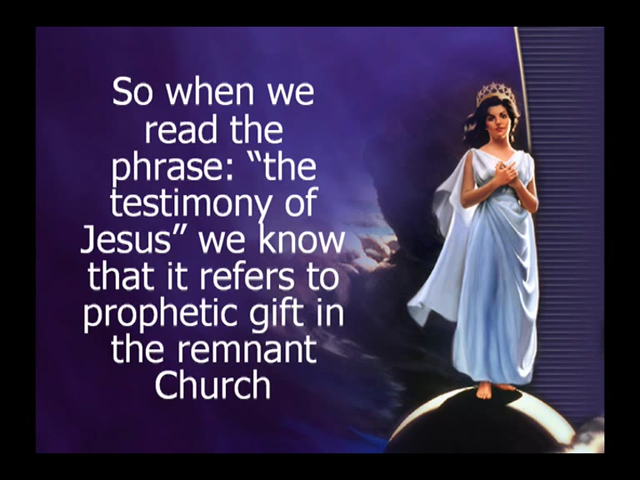 So when we
read the
phrase: “the
testimony of
Jesus” we know
that it refers to
prophetic gift in
the remnant
Church